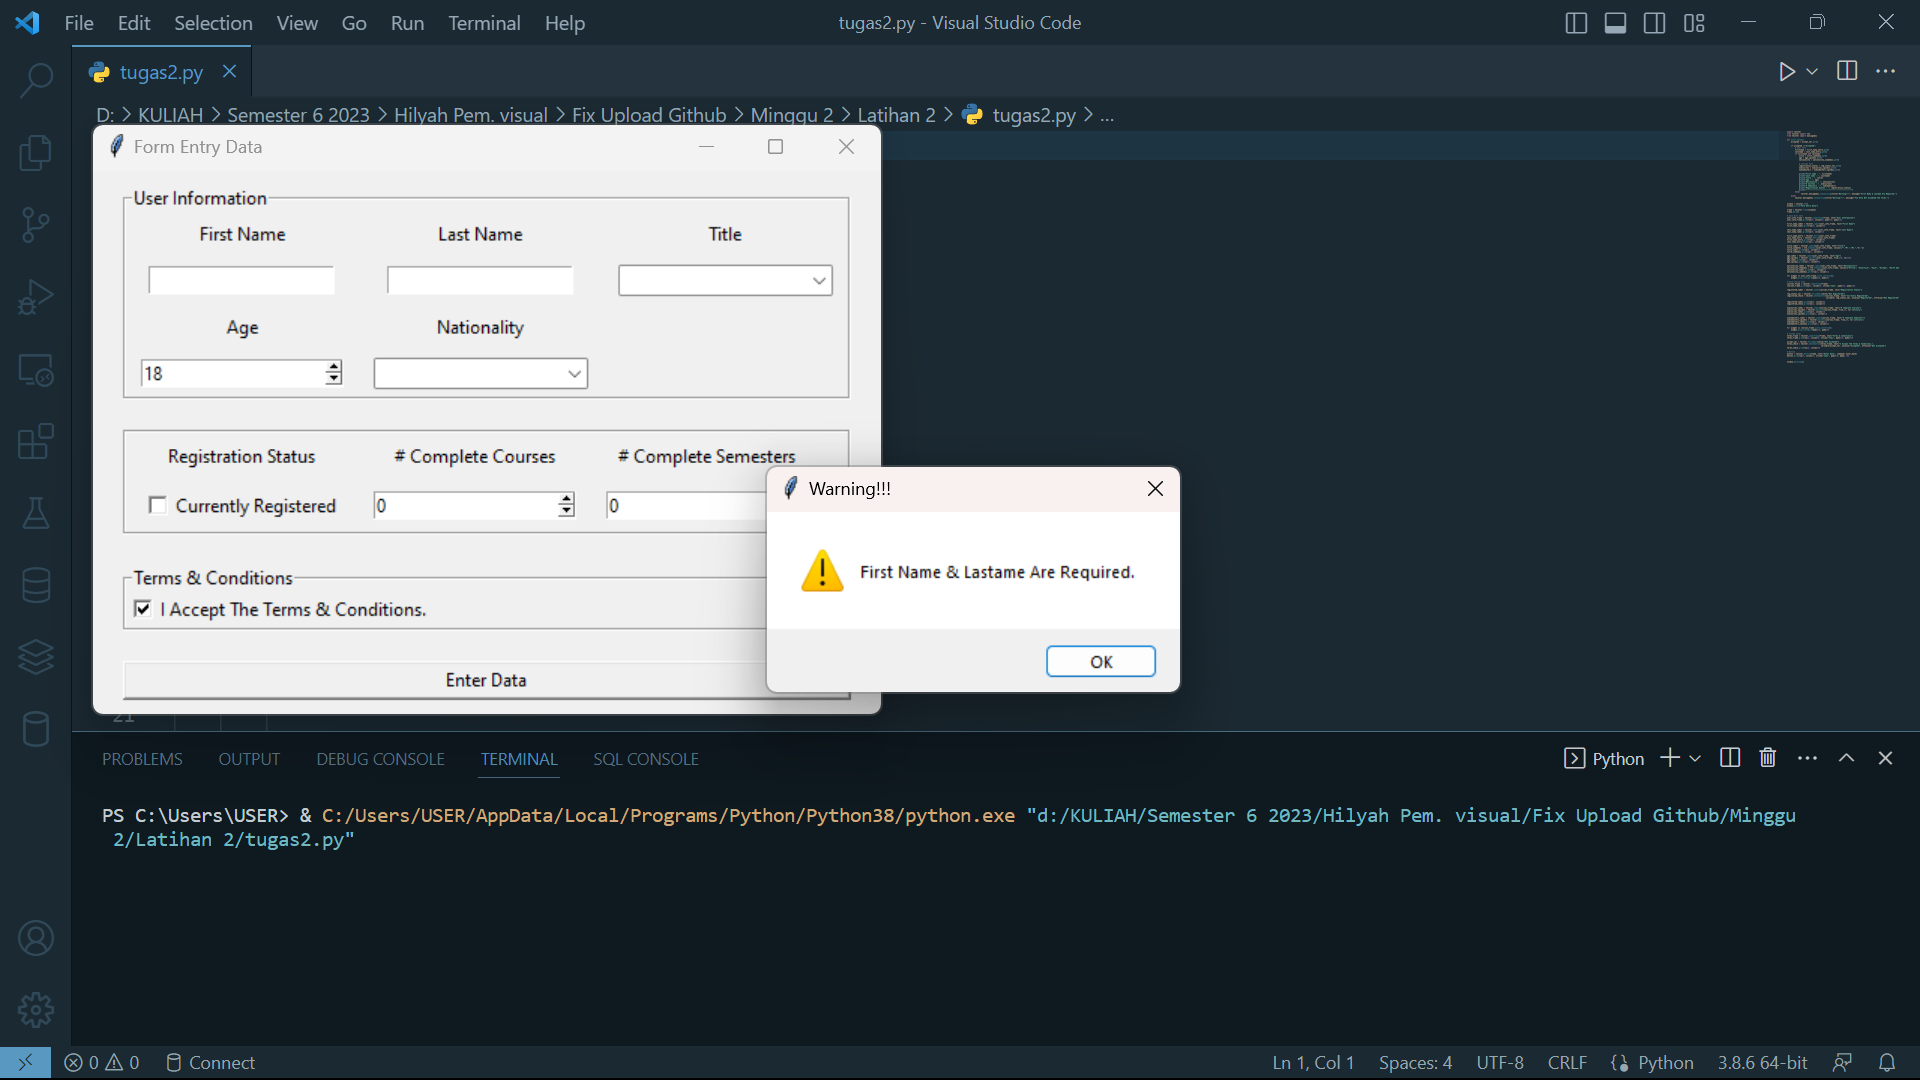 File Edit Selection View Go Run Terminal Help
tugas2.py - Visual Studio Code
tugas2.py
D: > KULIAH > Semester 6 2023 > Hilyah Pem. visual > Fix Upload Github > Minggu 2 > Latihan 2 > tugas2.py > ...
Form Entry Data
User Information
First Name Last Name Title
Age Nationality
18
Registration Status # Complete Courses # Complete Semesters
Currently Registered 0 0
Terms & Conditions
I Accept The Terms & Conditions.
Enter Data
Warning!!!
First Name & Lastame Are Required.
OK
21
PROBLEMS OUTPUT DEBUG CONSOLE TERMINAL SQL CONSOLE
Python
PS C:\Users\USER> & C:/Users/USER/AppData/Local/Programs/Python/Python38/python.exe "d:/KULIAH/Semester 6 2023/Hilyah Pem. visual/Fix Upload Github/Minggu
2/Latihan 2/tugas2.py"
0 0 Connect
Ln 1, Col 1 Spaces: 4 UTF-8 CRLF Python 3.8.6 64-bit